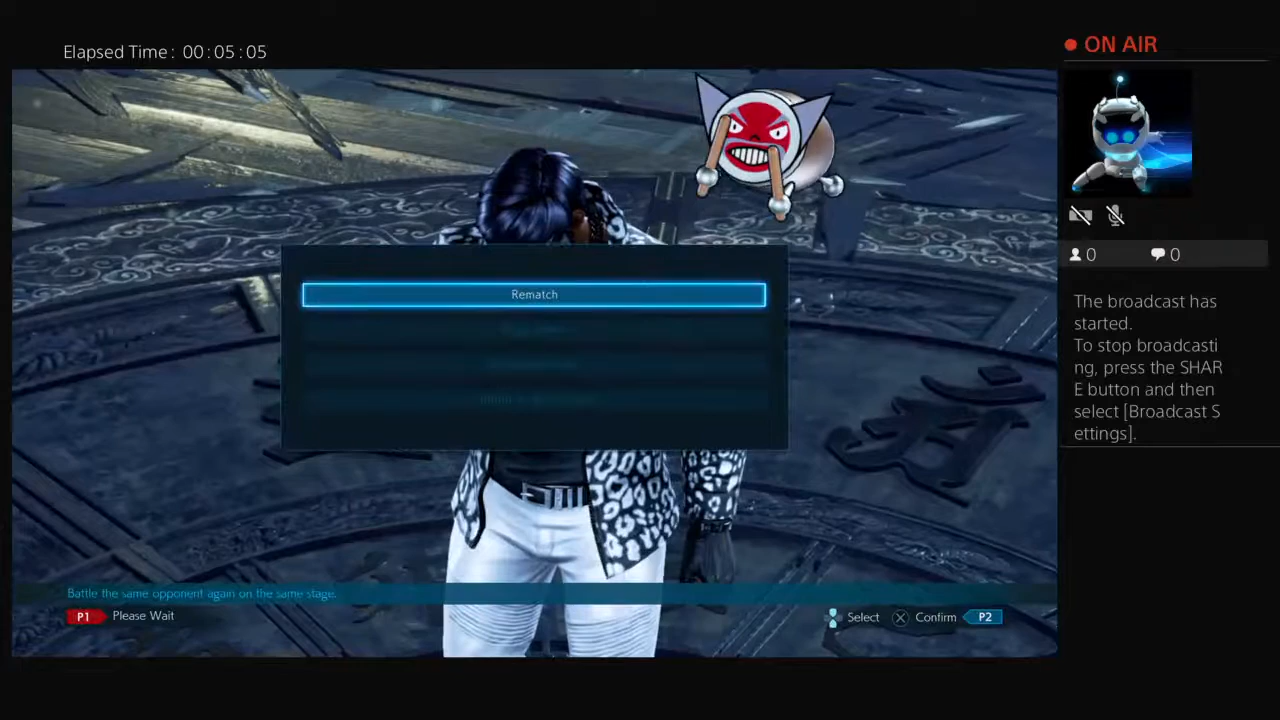 Elapsed Time: 00:05:05
ON AIR
0 0
The broadcast has
started.
To stop broadcasti
ng, press the SHAR
E button and then
select [Broadcast S
ettings].
Rematch
Battle the same opponent again on the same stage.
P1 Please Wait
Select Confirm P2